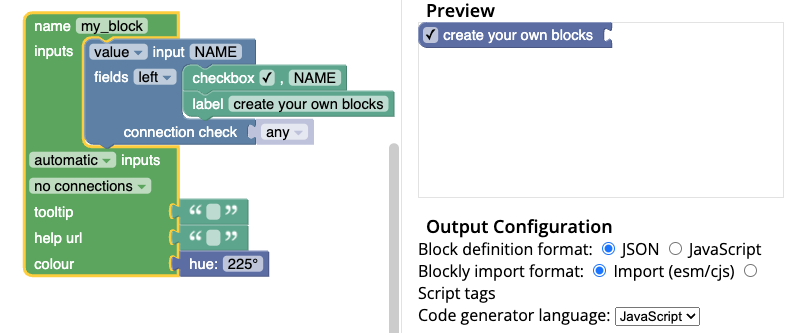 name my_block
inputs value input NAME
fields left checkbox ✓ , NAME
label create your own blocks
connection check any
automatic inputs
no connections
tooltip “ ”
help url “ ”
colour hue: 225°
Preview
✓ create your own blocks
Output Configuration
Block definition format: JSON JavaScript
Blockly import format: Import (esm/cjs)
Script tags
Code generator language: JavaScript